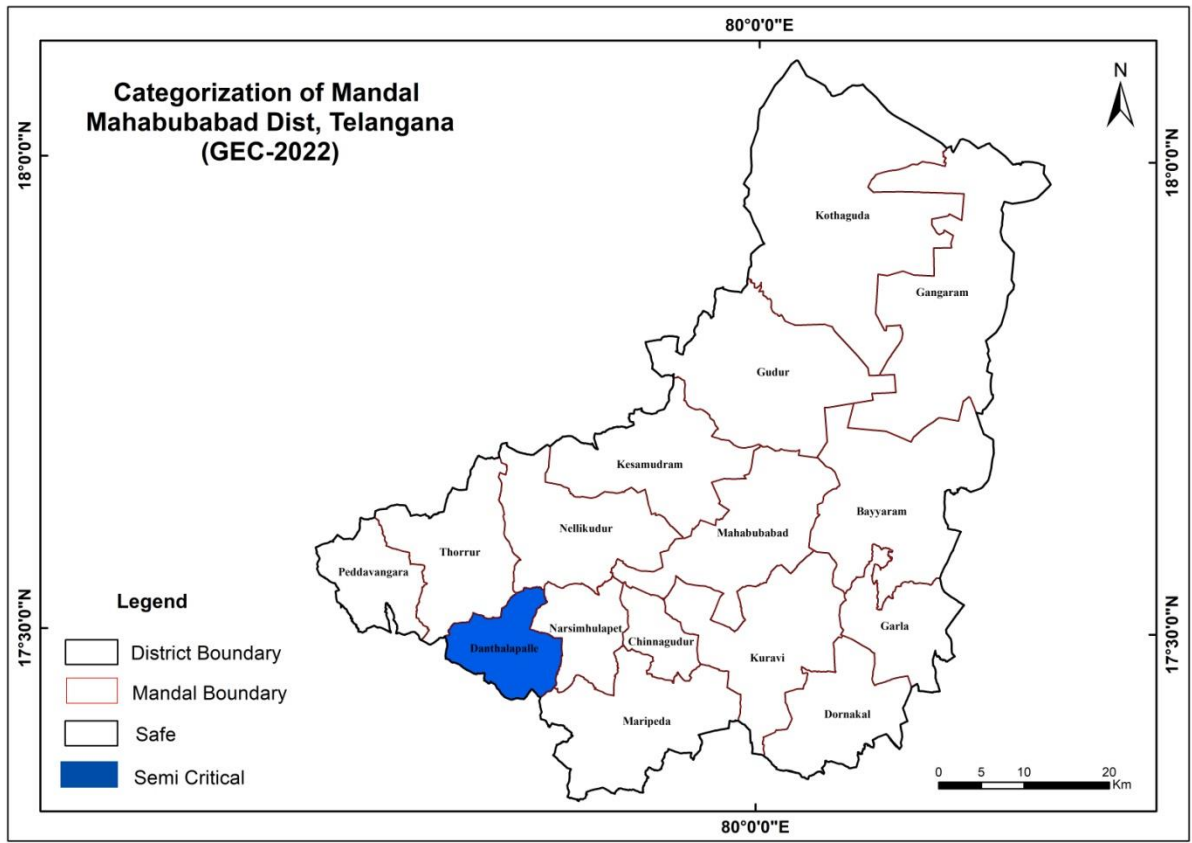 80°0'0"E
Categorization of Mandal
Mahabubabad Dist, Telangana
(GEC-2022)
N
18°0'0"N
18°0'0"N
Kothaguda
Gangaram
Gudur
Kesamudram
Nellikudur
Mahabubabad
Bayyaram
Thorrur
Peddavangara
Narsimhulapet
Chinnagudur
Garla
Danthalapalle
Kuravi
Maripeda
Dornakal
17°30'0"N
17°30'0"N
Legend
District Boundary
Mandal Boundary
Safe
Semi Critical
0 5 10 20
Km
80°0'0"E